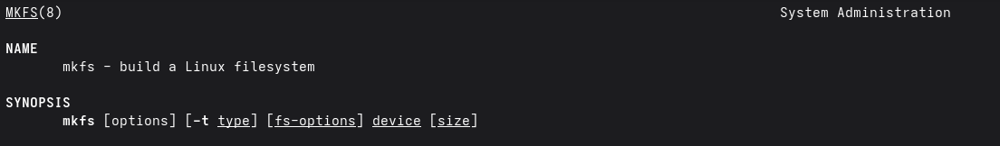 MKFS(8) System Administration
NAME
mkfs - build a Linux filesystem
SYNOPSIS
mkfs [options] [-t type] [fs-options] device [size]